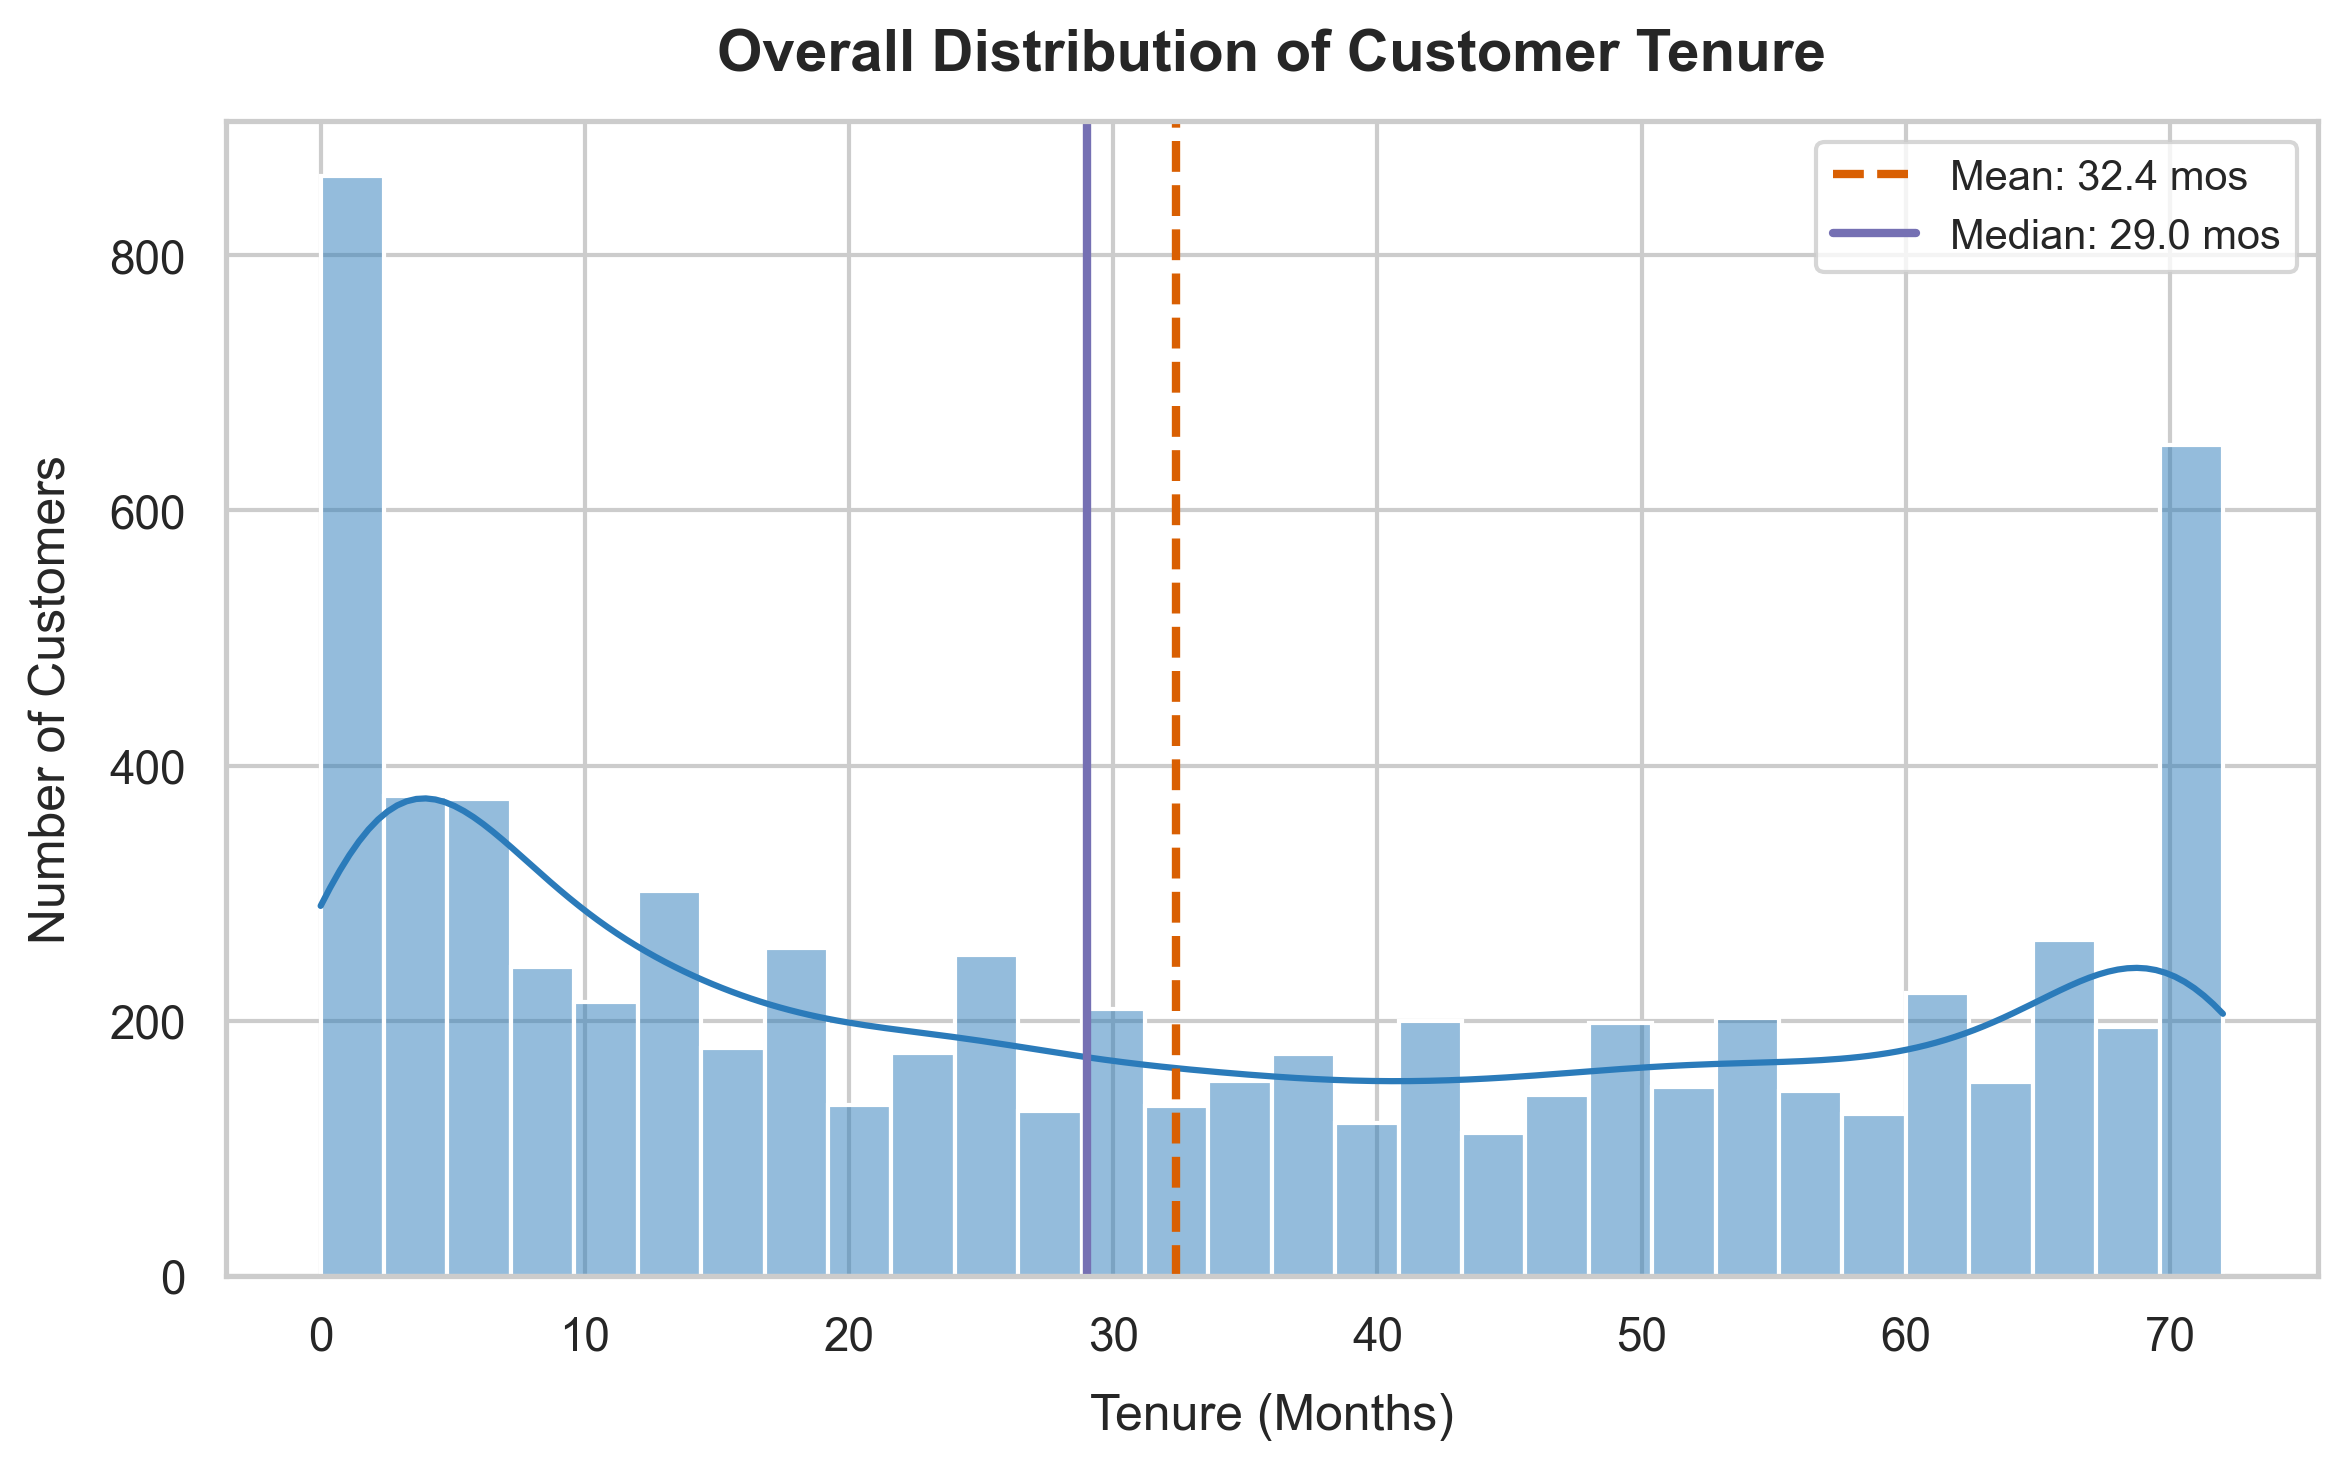 Overall Distribution of Customer Tenure
Mean: 32.4 mos
Median: 29.0 mos
Number of Customers
800
600
400
200
0
0 10 20 30 40 50 60 70
Tenure (Months)